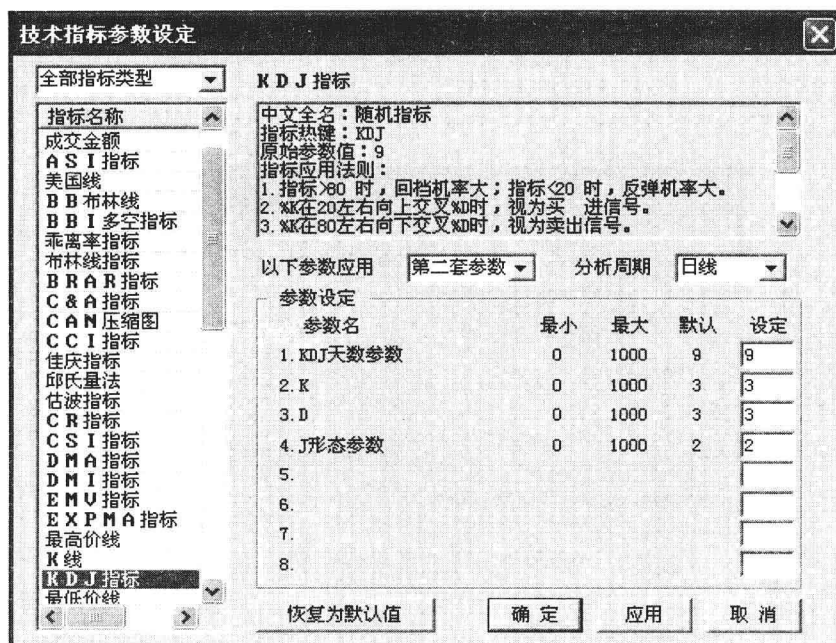 技术指标参数设定
全部指标类型
指标名称
成交金额
ASI指标
美国线
BB布林线
BBI多空指标
乖离率指标
布林线指标
BRAR指标
C&A指标
CAN压缩图
CCI指标
佳庆指标
邱氏量法
估波指标
CR指标
CSI指标
DMA指标
DMI指标
EMV指标
EXPMA指标
最高价线
K线
KDJ指标
最低价线
KDJ指标
中文全名:随机指标
指标热键:KDJ
原始参数值:9
指标应用法则:
1.指标>80 时,回档机率大;指标<20 时,反弹机率大。
2.%K在20左右向上交叉%D时,视为买 进信号。
3.%K在80左右向下交叉%D时,视为卖出信号。
以下参数应用 第二套参数 分析周期 日线
参数设定
参数名 最小 最大 默认 设定
1.KDJ天数参数 0 1000 9 9
2.K 0 1000 3 3
3.D 0 1000 3 3
4.J形态参数 0 1000 2 2
5.
6.
7.
8.
恢复为默认值 确定 应用 取消